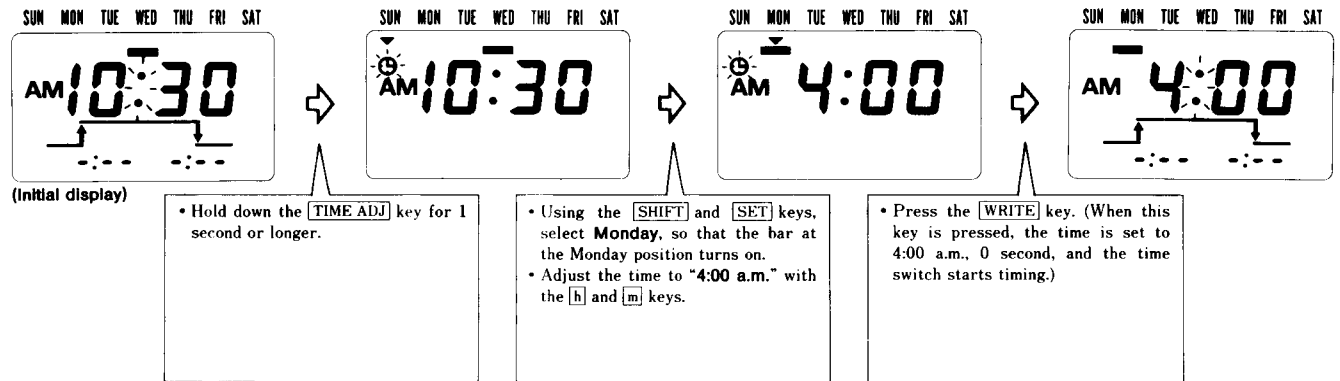 SUN MON TUE WED THU FRI SAT
AM 10:30
-:-- -:--
(Initial display)
SUN MON TUE WED THU FRI SAT
AM 10:30
SUN MON TUE WED THU FRI SAT
AM 4:00
SUN MON TUE WED THU FRI SAT
AM 4:00
-:-- -:--
• Hold down the TIME ADJ key for 1
second or longer.
• Using the SHIFT and SET keys,
select Monday, so that the bar at
the Monday position turns on.
• Adjust the time to "4:00 a.m." with
the h and m keys.
• Press the WRITE key. (When this
key is pressed, the time is set to
4:00 a.m., 0 second, and the time
switch starts timing.)